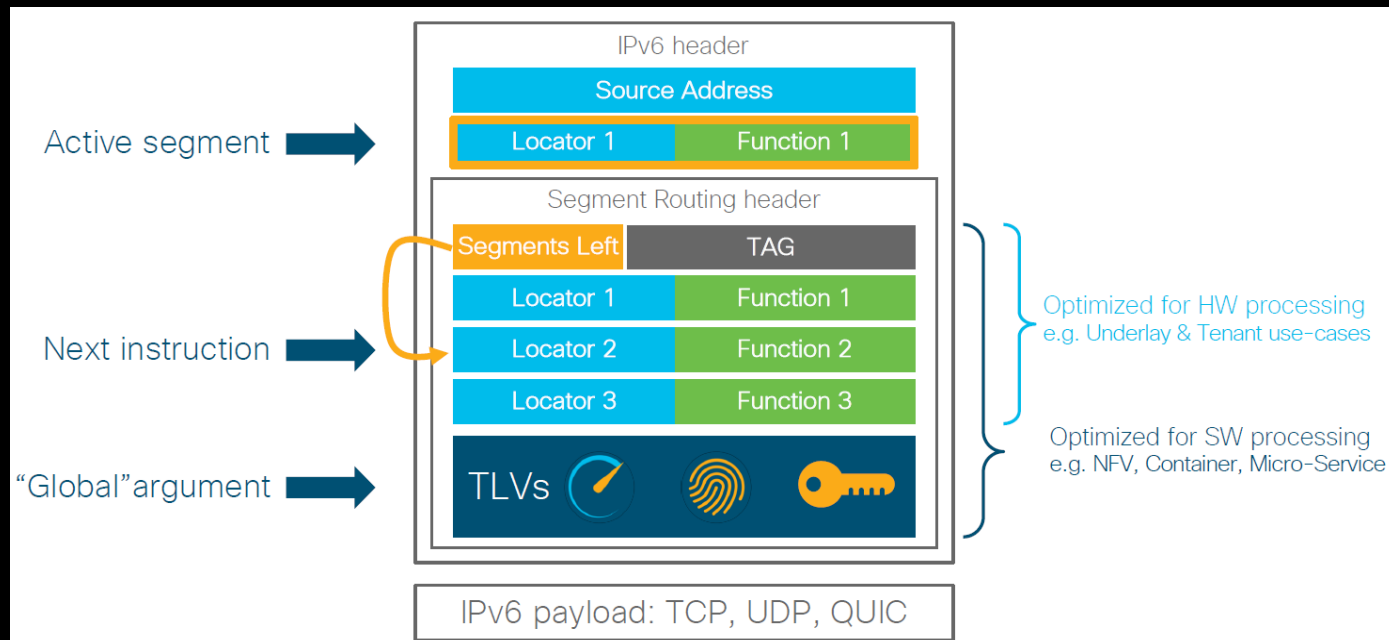 IPv6 header
Source Address
Active segment
Locator 1 Function 1
Segment Routing header
Segments Left TAG
Locator 1 Function 1
Optimized for HW processing
e.g. Underlay & Tenant use-cases
Next instruction
Locator 2 Function 2
Locator 3 Function 3
Optimized for SW processing
e.g. NFV, Container, Micro-Service
“Global”argument
TLVs
IPv6 payload: TCP, UDP, QUIC